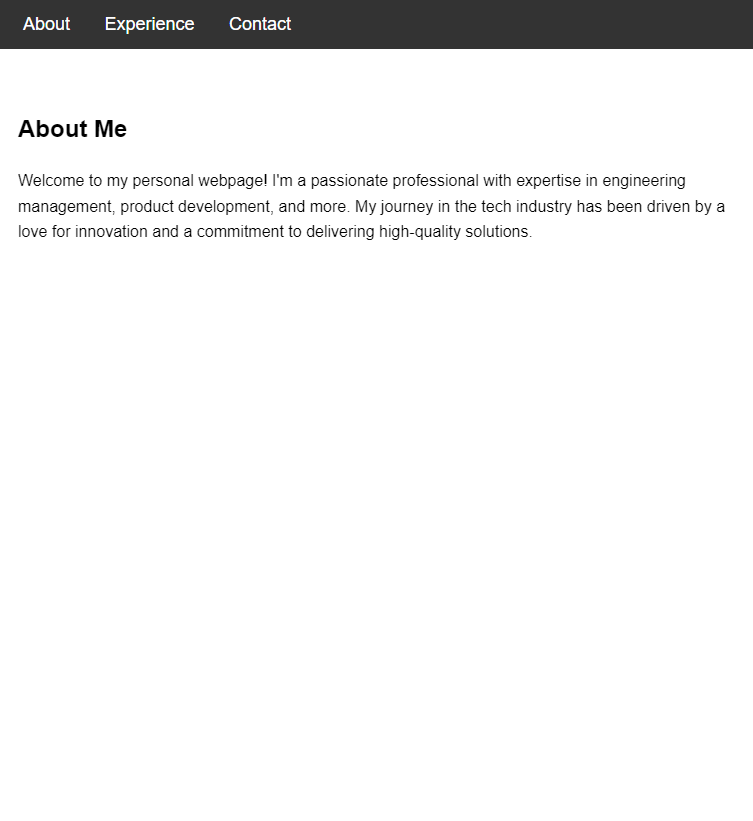 About Experience Contact
About Me
Welcome to my personal webpage! I'm a passionate professional with expertise in engineering
management, product development, and more. My journey in the tech industry has been driven by a
love for innovation and a commitment to delivering high-quality solutions.